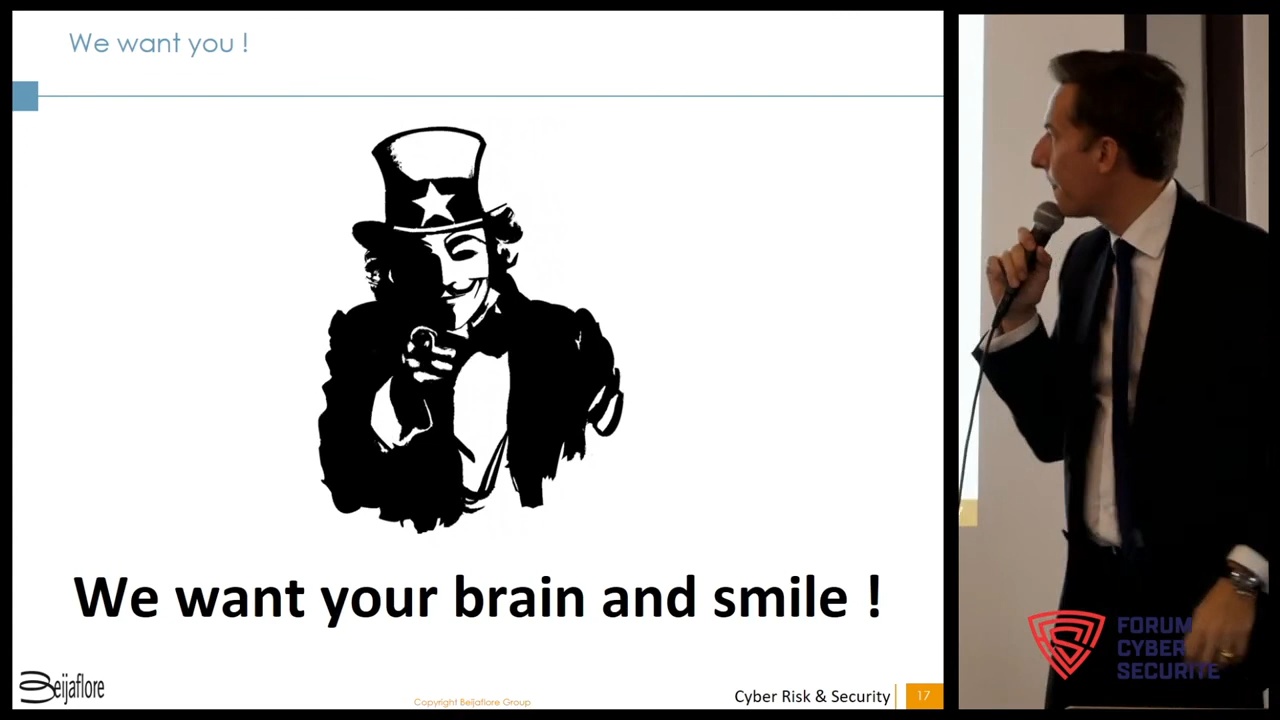 We want you !
We want your brain and smile !
Beijaflore
Copyright Beijaflore Group
Cyber Risk & Security
17
FORUM
CYBER
SECURITE